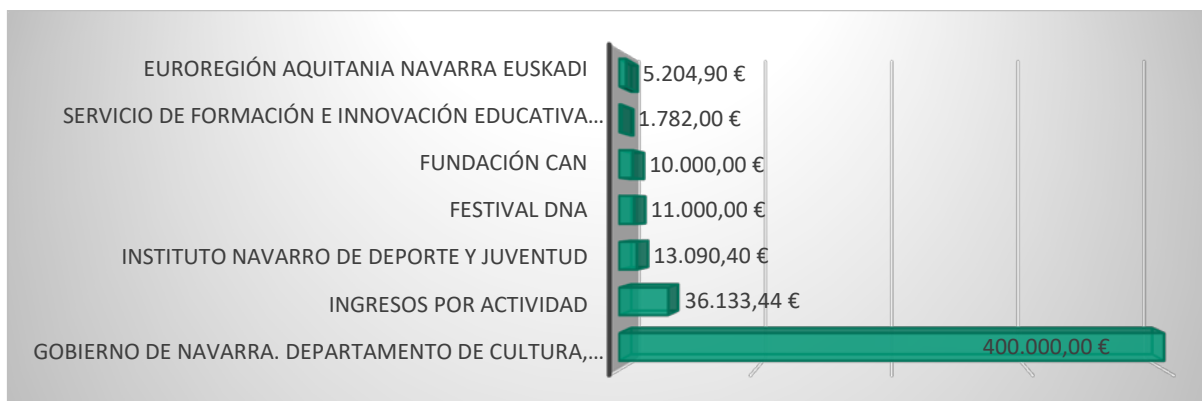 EUROREGIÓN AQUITANIA NAVARRA EUSKADI 5.204,90 €
SERVICIO DE FORMACIÓN E INNOVACIÓN EDUCATIVA... 1.782,00 €
FUNDACIÓN CAN 10.000,00 €
FESTIVAL DNA 11.000,00 €
INSTITUTO NAVARRO DE DEPORTE Y JUVENTUD 13.090,40 €
INGRESOS POR ACTIVIDAD 36.133,44 €
GOBIERNO DE NAVARRA. DEPARTAMENTO DE CULTURA,... 400.000,00 €